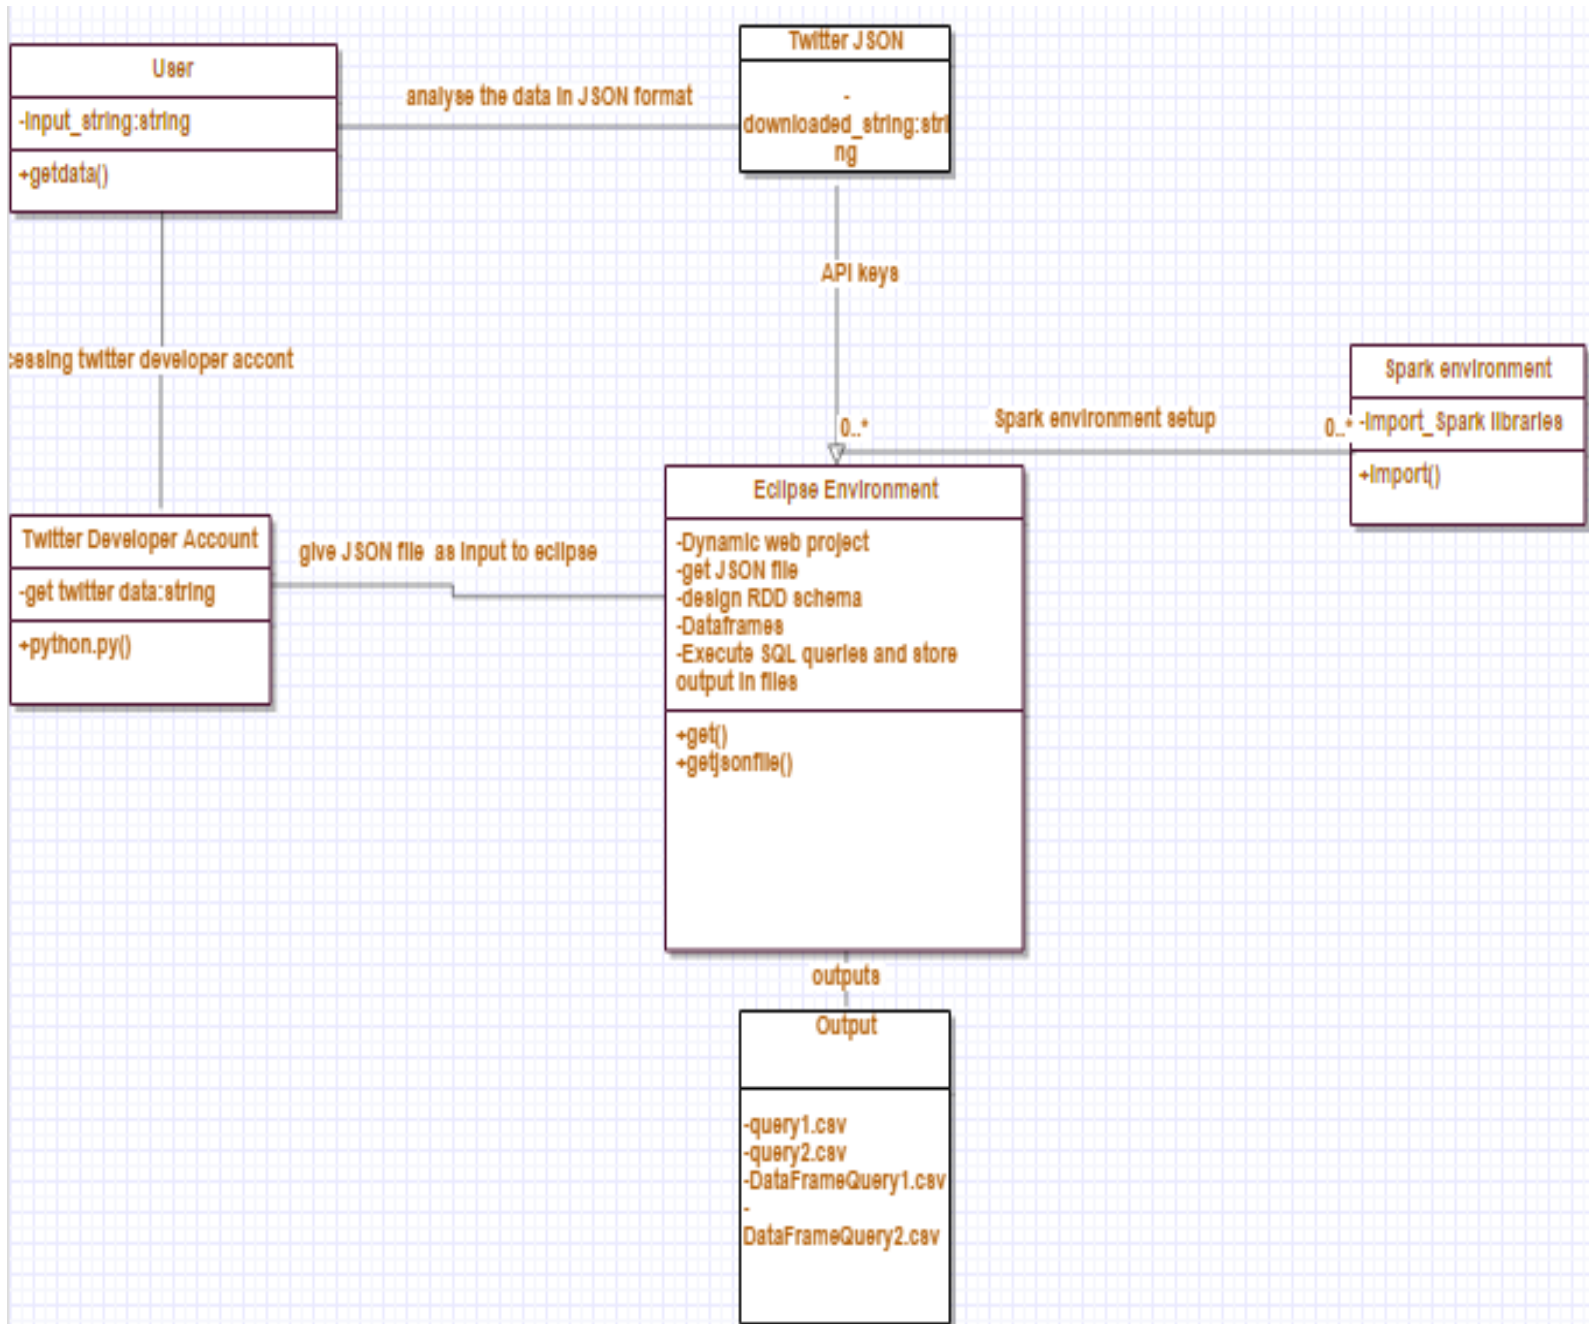 User
-input_string:string
+getdata()
analyse the data in JSON format
Twitter JSON
-
downloaded_string:stri
ng
API keys
cessing twitter developer accont
Spark environment
-import_Spark libraries
+import()
Spark environment setup
0..*
0..*
Twitter Developer Account
-get twitter data:string
+python.py()
give JSON file as input to eclipse
Eclipse Environment
-Dynamic web project
-get JSON file
-design RDD schema
-Dataframes
-Execute SQL queries and store
output in files
+get()
+getjsonfile()
outputs
Output
-query1.csv
-query2.csv
-DataFrameQuery1.csv
-
DataFrameQuery2.csv